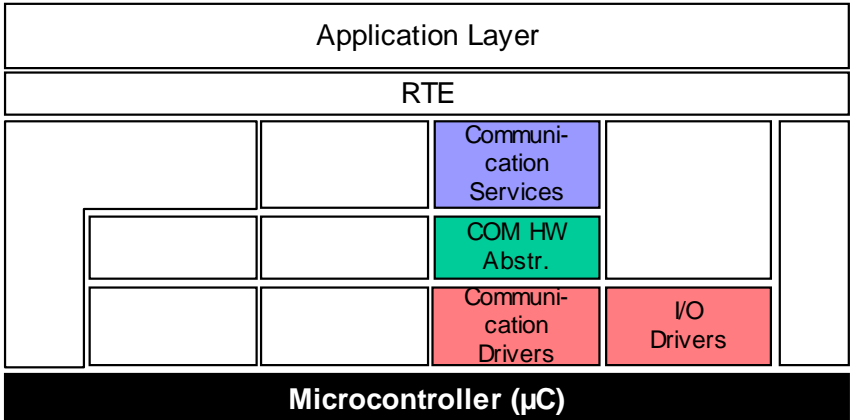 Application Layer
RTE
Communi-
cation
Services
COM HW
Abstr.
Communi-
cation
Drivers
I/O
Drivers
Microcontroller (µC)